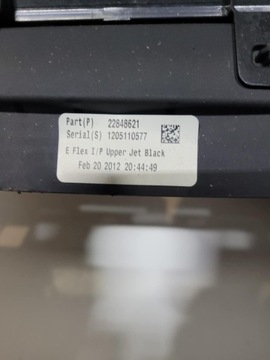 Part(P) 22848621
Serial(S) 1205110577
E Flex I/P Upper Jet Black
Feb 20 2012 20:44:49